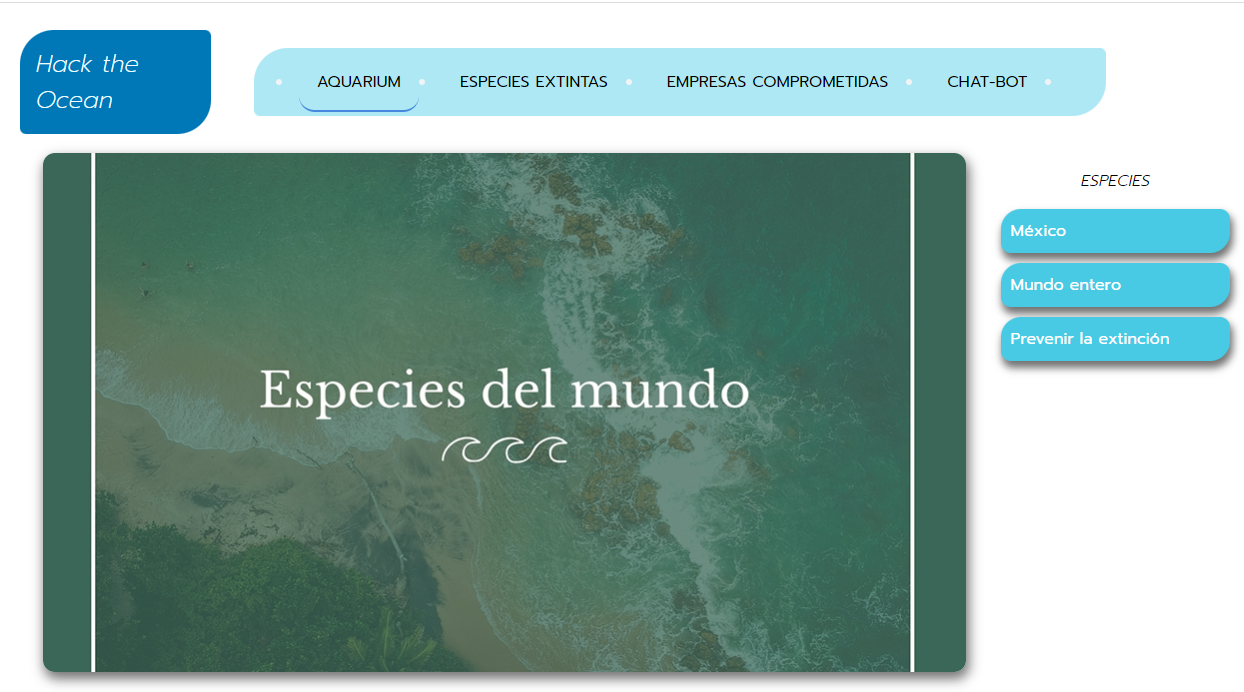 Hack the
Ocean
AQUARIUM
ESPECIES EXTINTAS
EMPRESAS COMPROMETIDAS
CHAT-BOT
Especies del mundo
ESPECIES
México
Mundo entero
Prevenir la extinción